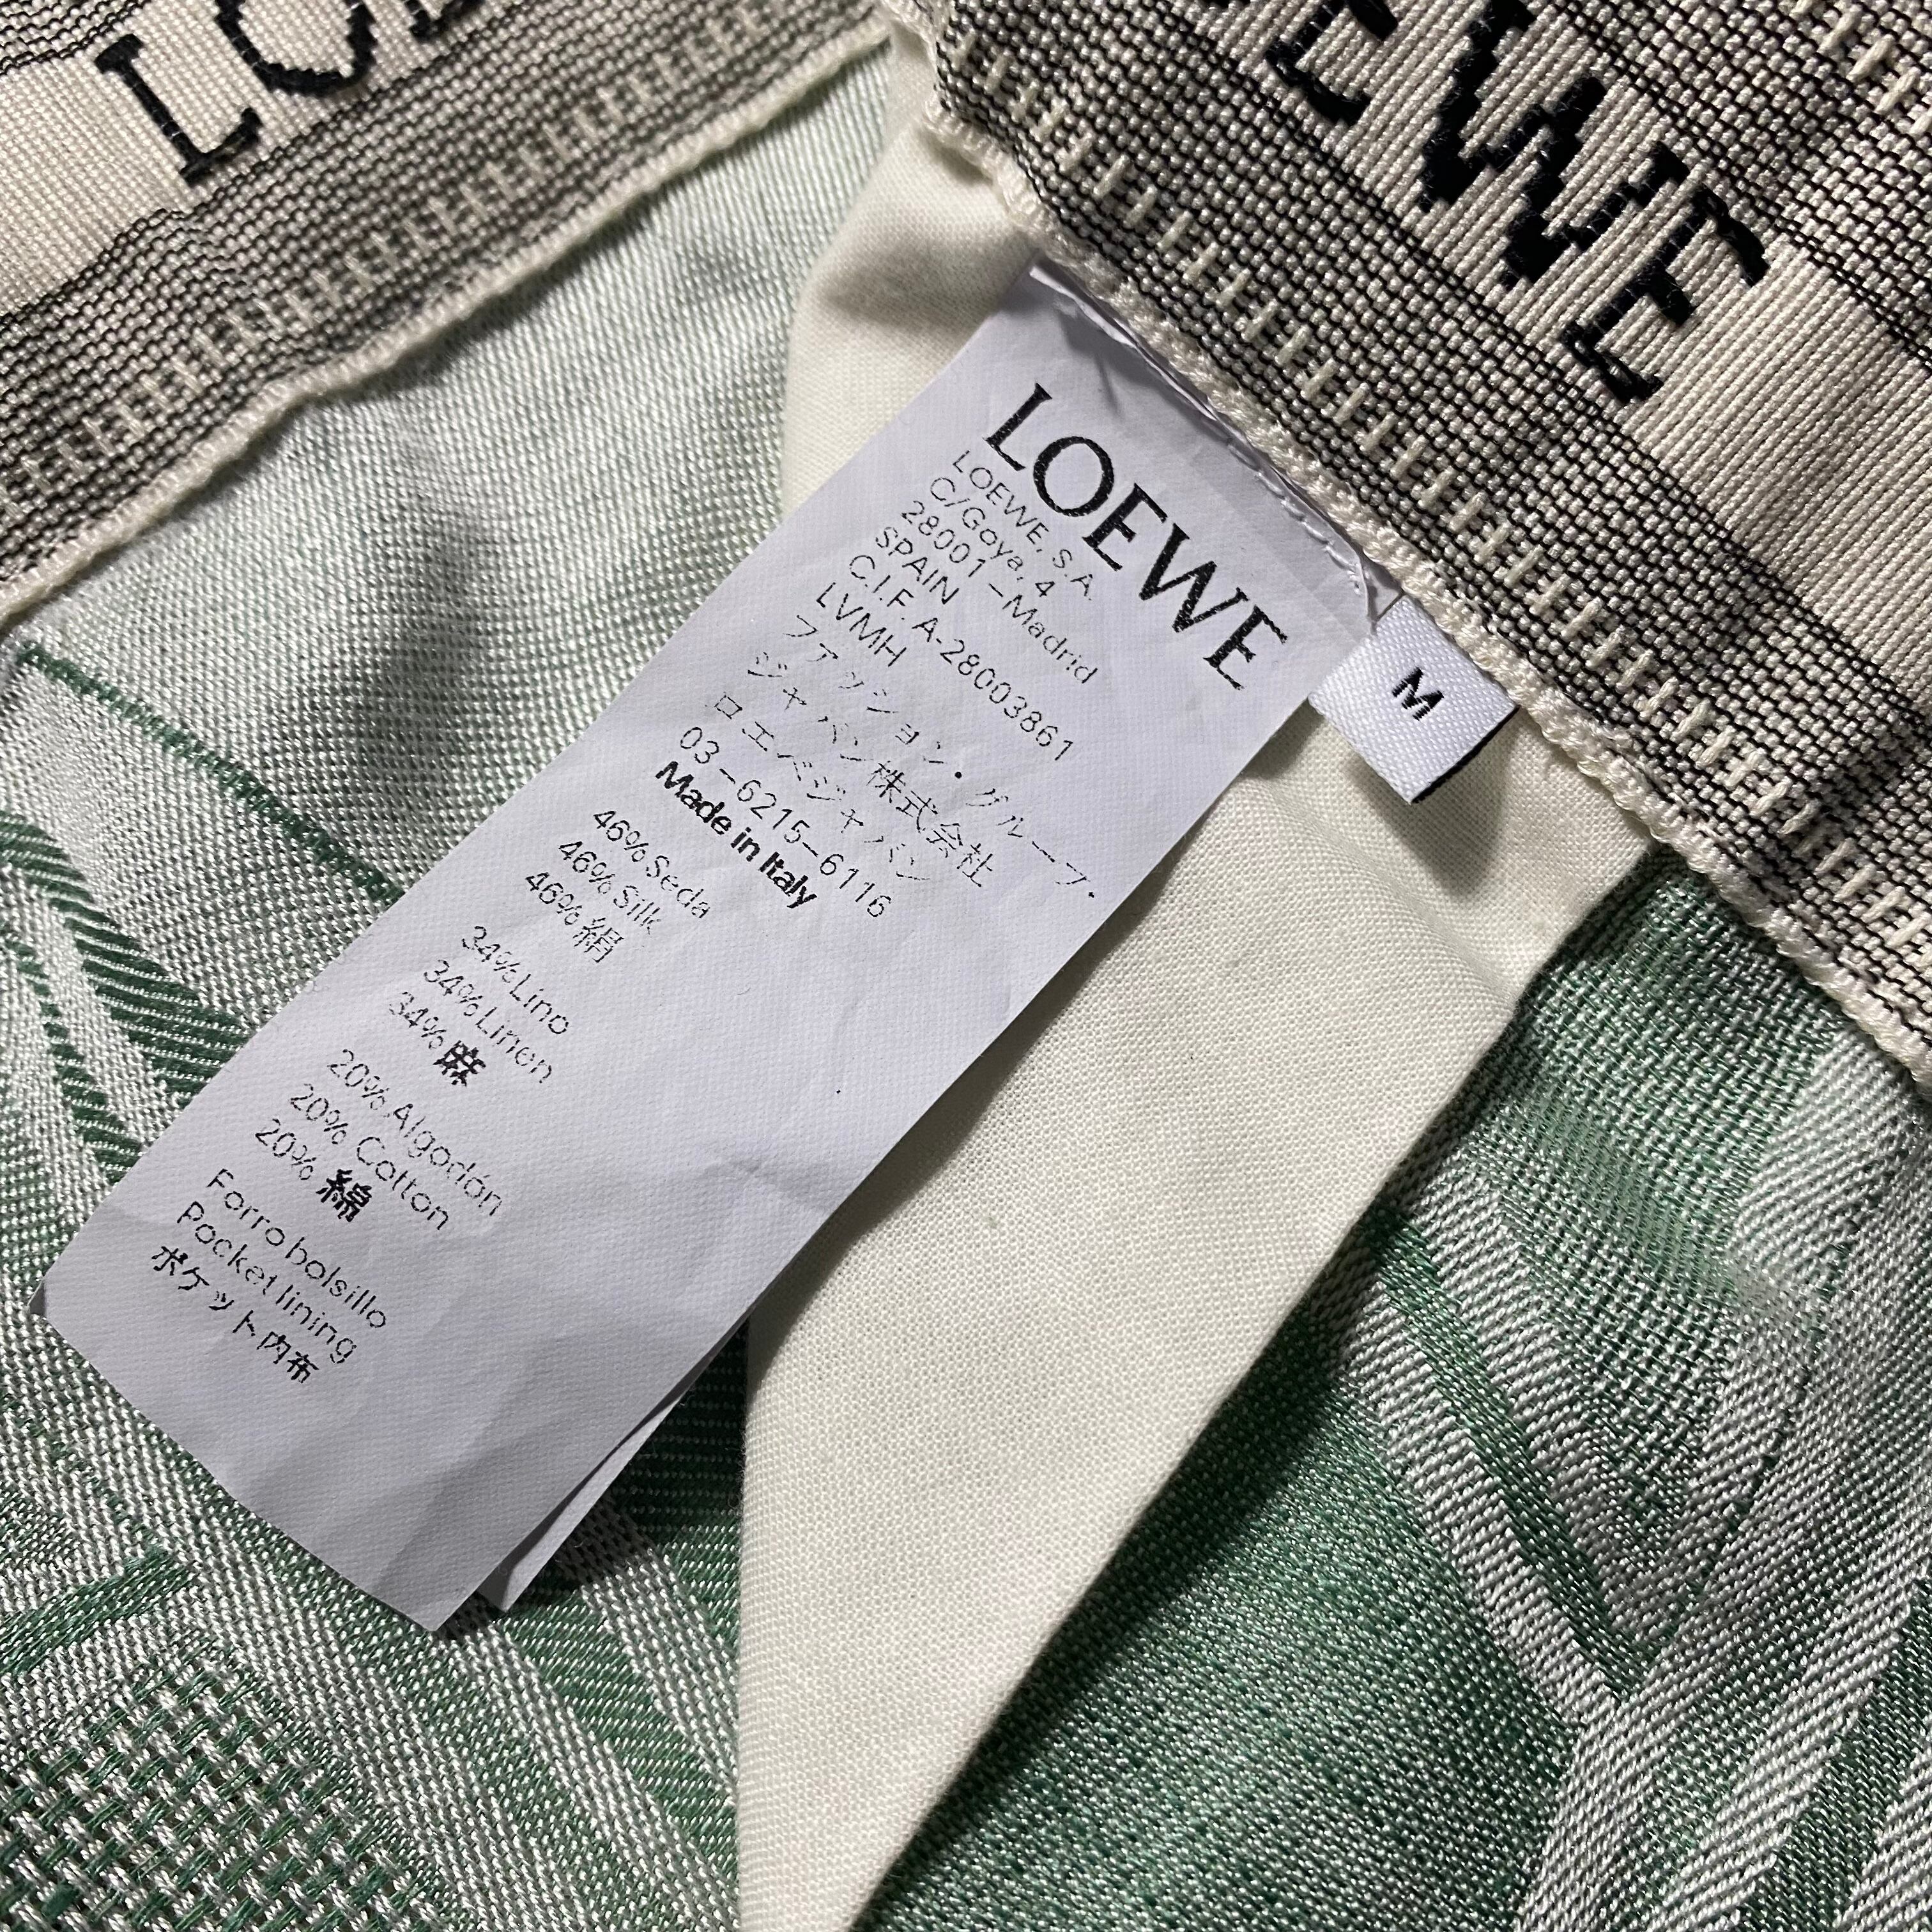 LOE
EWE
LOEWE
LOEWE, S.A.
C/Goya, 4
28001-Madrid
SPAIN
C.I.F. A-28003861
LVMH
ファッション・グループ・
ジャパン株式会社
ロエベジャパン
03-6215-6116
Made in Italy
46% Seda
46% Silk
46% 絹
34% Lino
34% Linen
34% 麻
20% Algodón
20% Cotton
20% 綿
Forro bolsillo
Pocket lining
ポケット内布
M